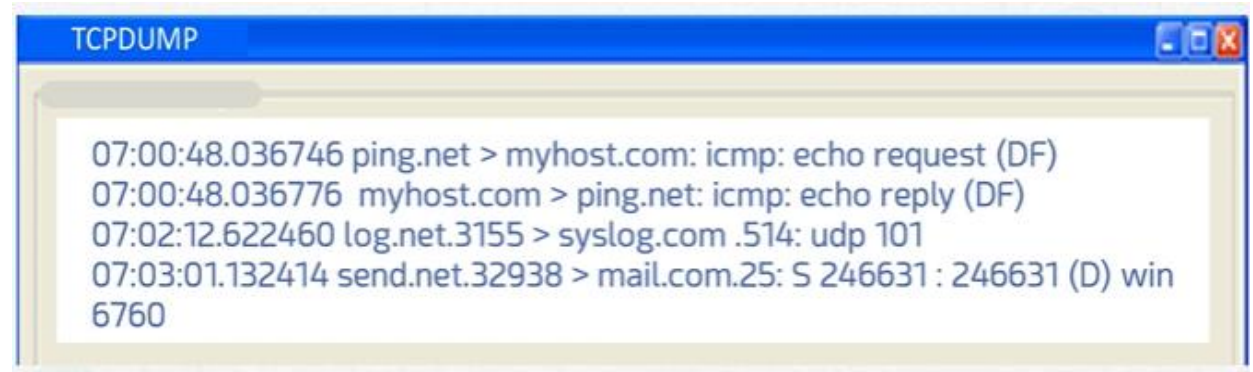 TCPDUMP
07:00:48.036746 ping.net > myhost.com: icmp: echo request (DF)
07:00:48.036776 myhost.com > ping.net: icmp: echo reply (DF)
07:02:12.622460 log.net.3155 > syslog.com .514: udp 101
07:03:01.132414 send.net.32938 > mail.com.25: S 246631 : 246631 (D) win
6760